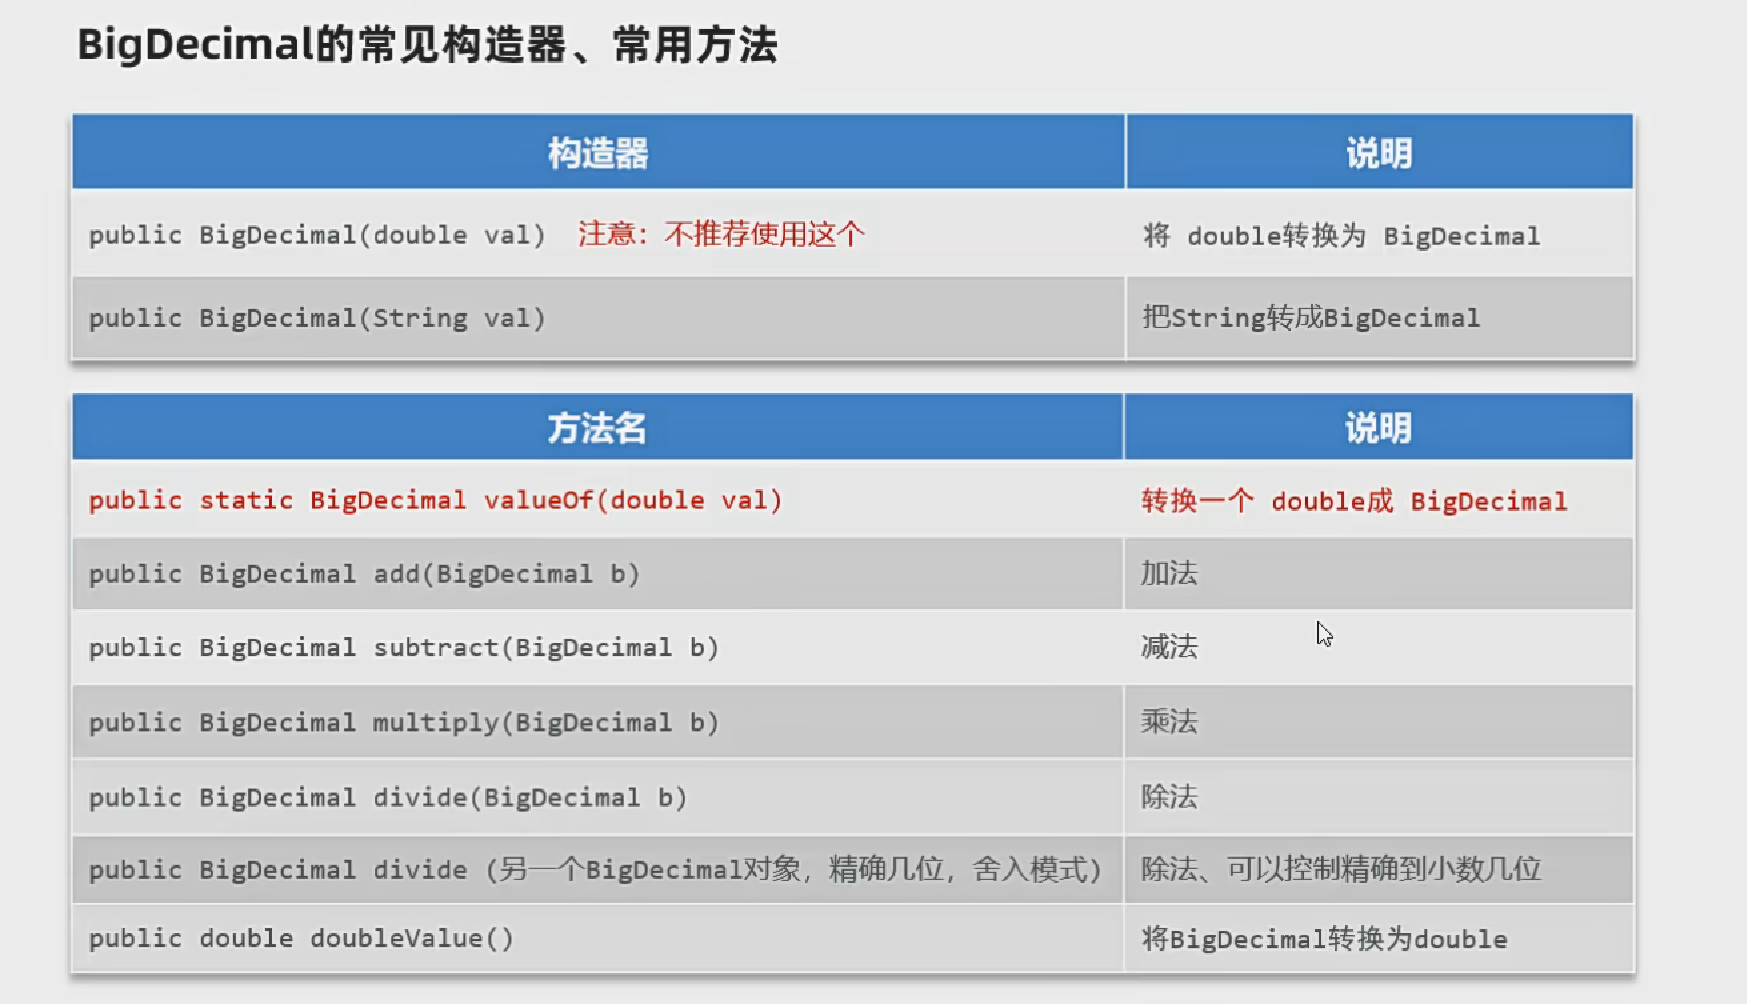 BigDecimal的常见构造器、常用方法
构造器 说明
public BigDecimal(double val) 注意：不推荐使用这个 将 double转换为 BigDecimal
public BigDecimal(String val) 把String转成BigDecimal
方法名 说明
public static BigDecimal valueOf(double val) 转换一个 double成 BigDecimal
public BigDecimal add(BigDecimal b) 加法
public BigDecimal subtract(BigDecimal b) 减法
public BigDecimal multiply(BigDecimal b) 乘法
public BigDecimal divide(BigDecimal b) 除法
public BigDecimal divide (另一个BigDecimal对象，精确几位，舍入模式) 除法、可以控制精确到小数几位
public double doubleValue() 将BigDecimal转换为double